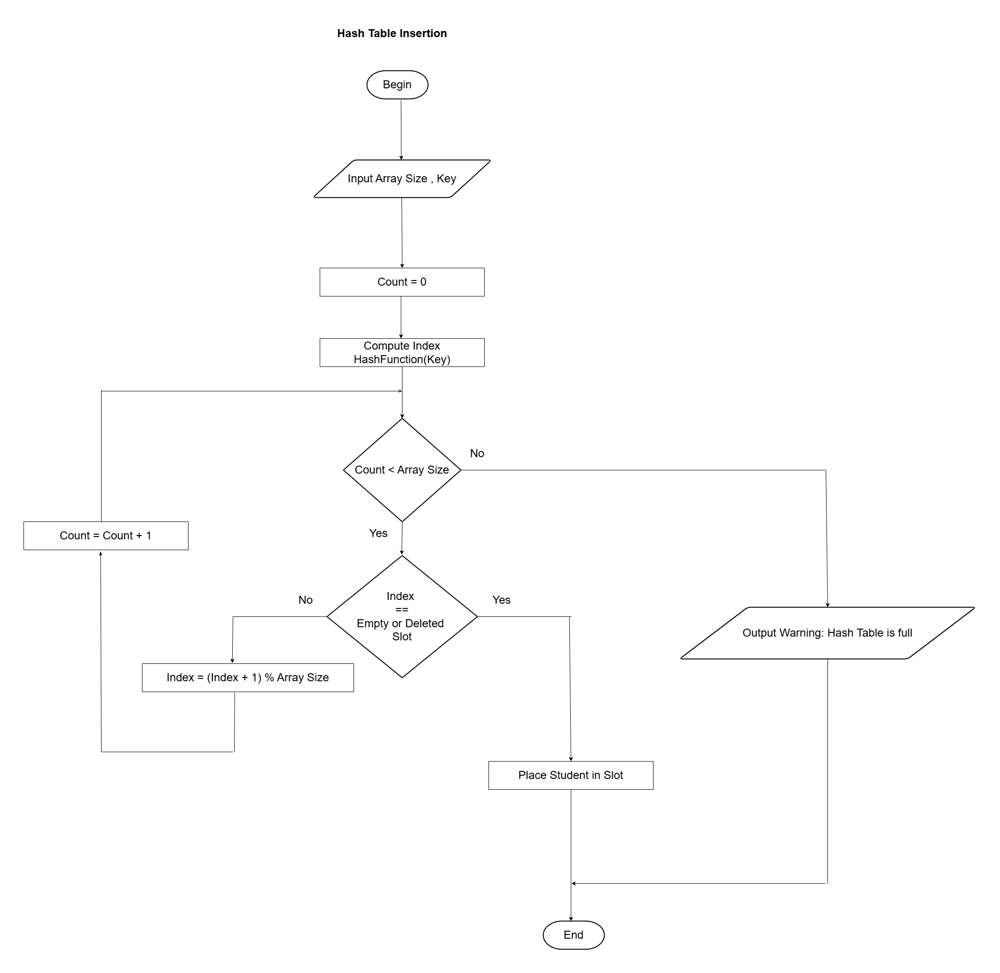 Hash Table Insertion
Begin
Input Array Size , Key
Count = 0
Compute Index
HashFunction(Key)
No
Count < Array Size
Yes
Count = Count + 1
No
Yes
Index
==
Empty or Deleted
Slot
Output Warning: Hash Table is full
Index = (Index + 1) % Array Size
Place Student in Slot
End